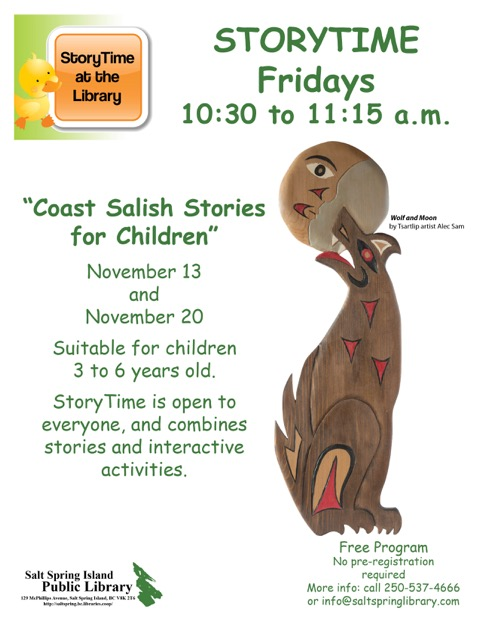 StoryTime
at the
Library
STORYTIME
Fridays
10:30 to 11:15 a.m.
“Coast Salish Stories
for Children”
November 13
and
November 20
Suitable for children
3 to 6 years old.
StoryTime is open to
everyone, and combines
stories and interactive
activities.
Wolf and Moon
by Tsartlip artist Alec Sam
Salt Spring Island
Public Library
129 McPhillips Avenue, Salt Spring Island, BC V8K 2T6
http://saltspring.bc.libraries.coop/
Free Program
No pre-registration
required
More info: call 250-537-4666
or info@saltspringlibrary.com